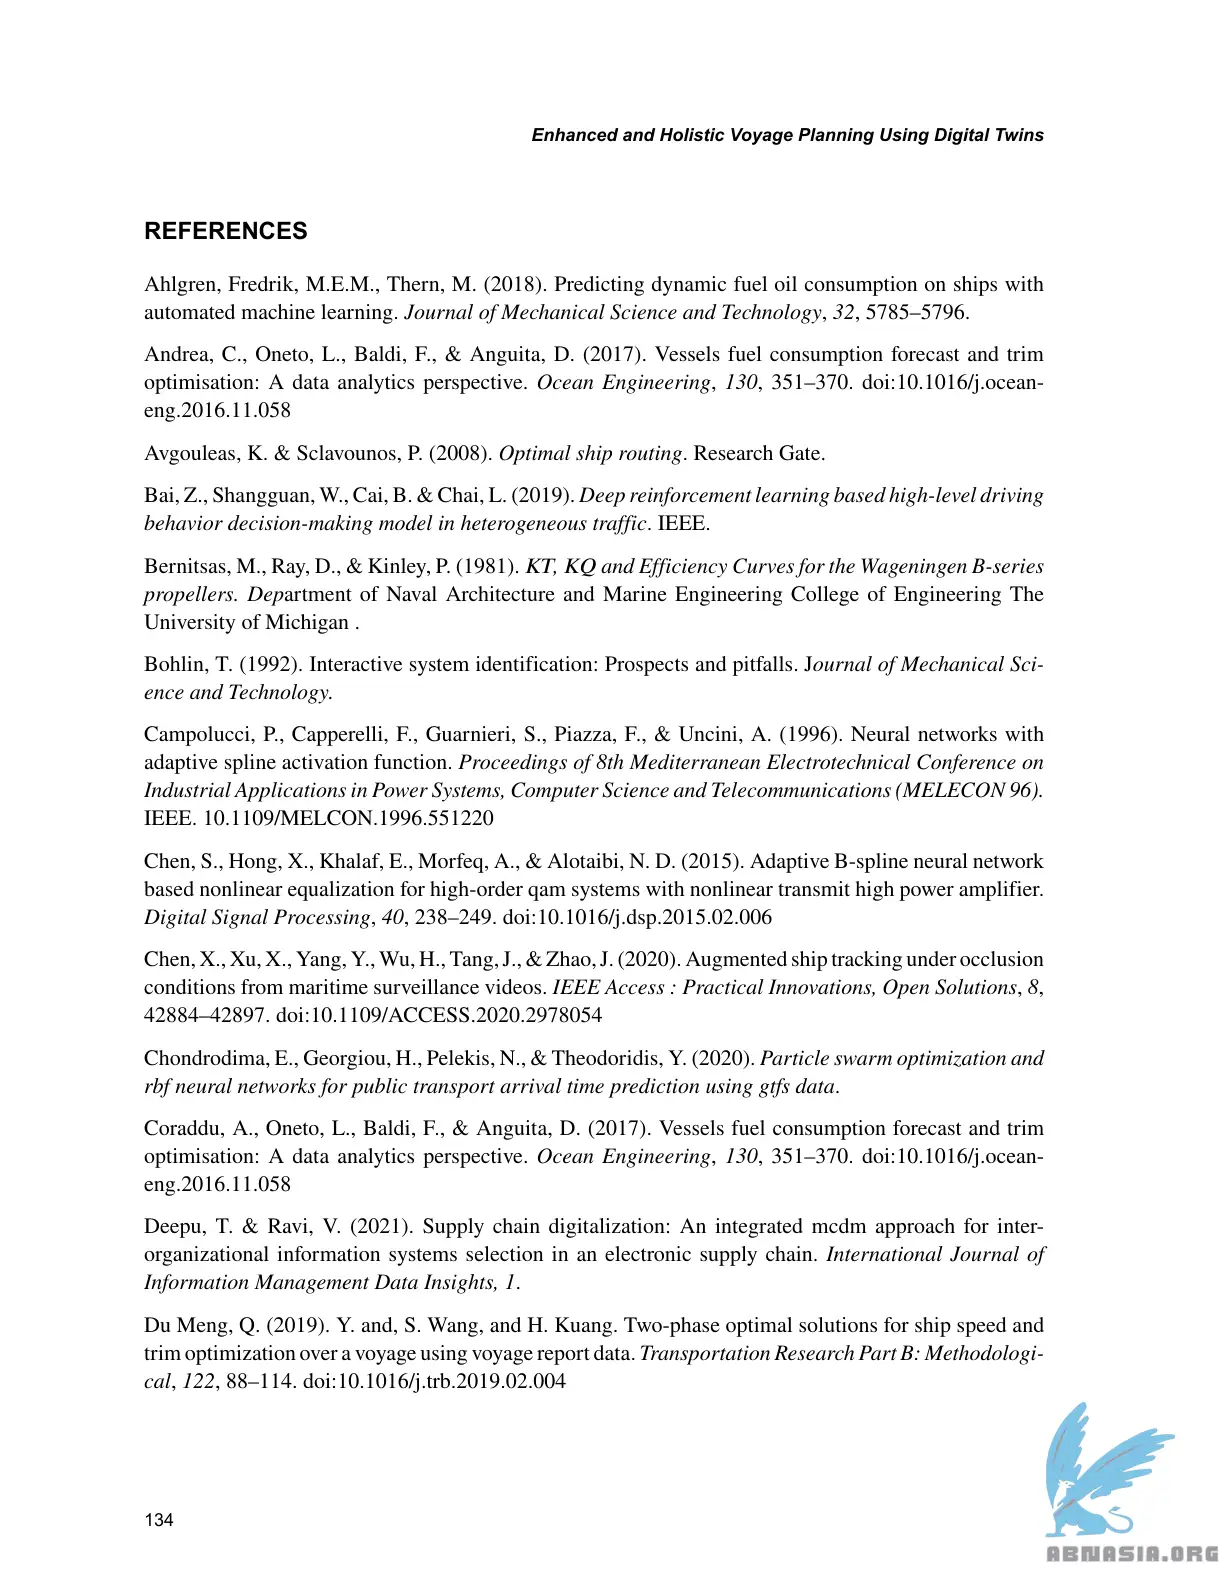 Enhanced and Holistic Voyage Planning Using Digital Twins
REFERENCES
Ahlgren, Fredrik, M.E.M., Thern, M. (2018). Predicting dynamic fuel oil consumption on ships with
automated machine learning. Journal of Mechanical Science and Technology, 32, 5785–5796.
Andrea, C., Oneto, L., Baldi, F., & Anguita, D. (2017). Vessels fuel consumption forecast and trim
optimisation: A data analytics perspective. Ocean Engineering, 130, 351–370. doi:10.1016/j.ocean-
eng.2016.11.058
Avgouleas, K. & Sclavounos, P. (2008). Optimal ship routing. Research Gate.
Bai, Z., Shangguan, W., Cai, B. & Chai, L. (2019). Deep reinforcement learning based high-level driving
behavior decision-making model in heterogeneous traffic. IEEE.
Bernitsas, M., Ray, D., & Kinley, P. (1981). KT, KQ and Efficiency Curves for the Wageningen B-series
propellers. Department of Naval Architecture and Marine Engineering College of Engineering The
University of Michigan .
Bohlin, T. (1992). Interactive system identification: Prospects and pitfalls. Journal of Mechanical Sci-
ence and Technology.
Campolucci, P., Capperelli, F., Guarnieri, S., Piazza, F., & Uncini, A. (1996). Neural networks with
adaptive spline activation function. Proceedings of 8th Mediterranean Electrotechnical Conference on
Industrial Applications in Power Systems, Computer Science and Telecommunications (MELECON 96).
IEEE. 10.1109/MELCON.1996.551220
Chen, S., Hong, X., Khalaf, E., Morfeq, A., & Alotaibi, N. D. (2015). Adaptive B-spline neural network
based nonlinear equalization for high-order qam systems with nonlinear transmit high power amplifier.
Digital Signal Processing, 40, 238–249. doi:10.1016/j.dsp.2015.02.006
Chen, X., Xu, X., Yang, Y., Wu, H., Tang, J., & Zhao, J. (2020). Augmented ship tracking under occlusion
conditions from maritime surveillance videos. IEEE Access : Practical Innovations, Open Solutions, 8,
42884–42897. doi:10.1109/ACCESS.2020.2978054
Chondrodima, E., Georgiou, H., Pelekis, N., & Theodoridis, Y. (2020). Particle swarm optimization and
rbf neural networks for public transport arrival time prediction using gtfs data.
Coraddu, A., Oneto, L., Baldi, F., & Anguita, D. (2017). Vessels fuel consumption forecast and trim
optimisation: A data analytics perspective. Ocean Engineering, 130, 351–370. doi:10.1016/j.ocean-
eng.2016.11.058
Deepu, T. & Ravi, V. (2021). Supply chain digitalization: An integrated mcdm approach for inter-
organizational information systems selection in an electronic supply chain. International Journal of
Information Management Data Insights, 1.
Du Meng, Q. (2019). Y. and, S. Wang, and H. Kuang. Two-phase optimal solutions for ship speed and
trim optimization over a voyage using voyage report data. Transportation Research Part B: Methodologi-
cal, 122, 88–114. doi:10.1016/j.trb.2019.02.004
134
ABNASIA.ORG